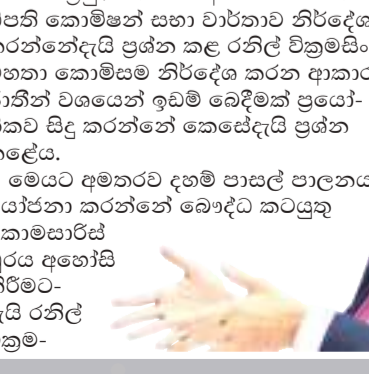 පති කොමිෂන් සභා වාර්තාව නිර්දේශ
කරන්නේදැයි ප්‍රශ්න කළ රනිල් වික්‍රමසිං
මහතා කොමිසම නිර්දේශ කරන ආකාර
ජාතීන් වශයෙන් ඉඩම් බෙදීමක් ප්‍රයෝ-
ගිකව සිදු කරන්නේ කෙසේදැයි ප්‍රශ්න
කළේය.
මෙයට අමතරව දහම් පාසල් පාලනය
යෝජනා කරන්නේ බෞද්ධ කටයුතු
කොමසාරිස්
ධුරය අහෝසි
කිරීමට-
දැයි රනිල්
වික්‍රම-